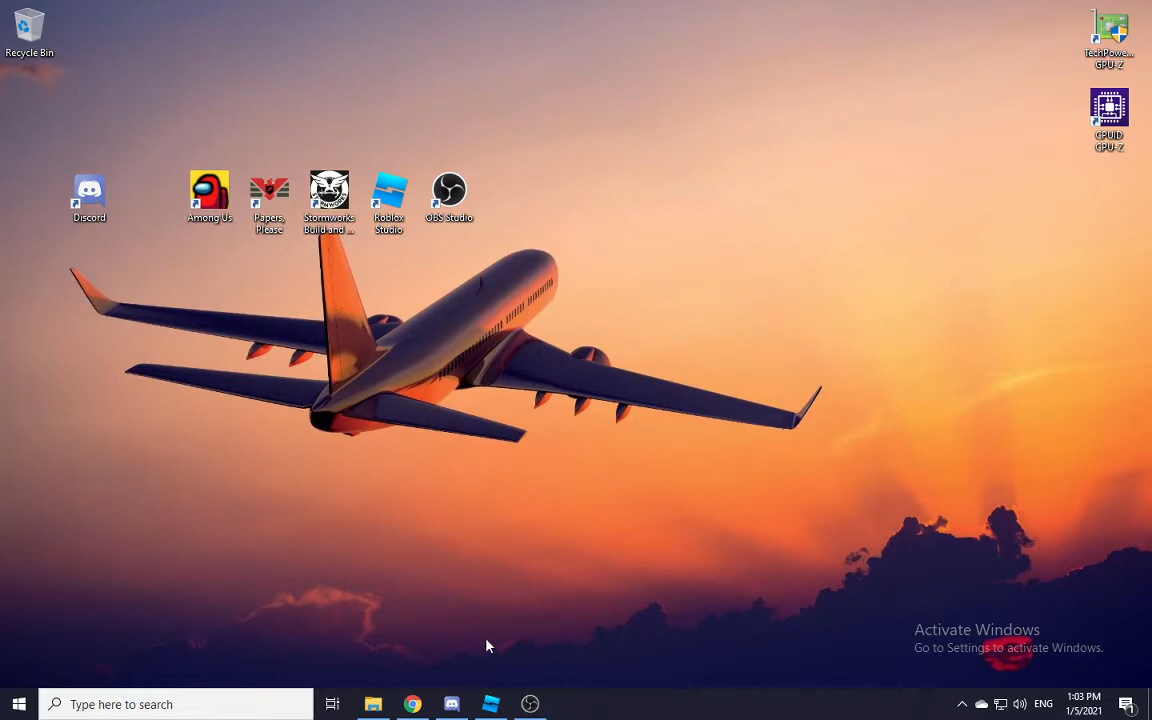 Recycle Bin
TechPowe...
GPU-Z
CPUID
CPU-Z
Discord
Among Us
Papers,
Please
Stormworks
Build and ...
Roblox
Studio
OBS Studio
Activate Windows
Go to Settings to activate Windows.
Type here to search
ENG
1:03 PM
1/5/2021
1